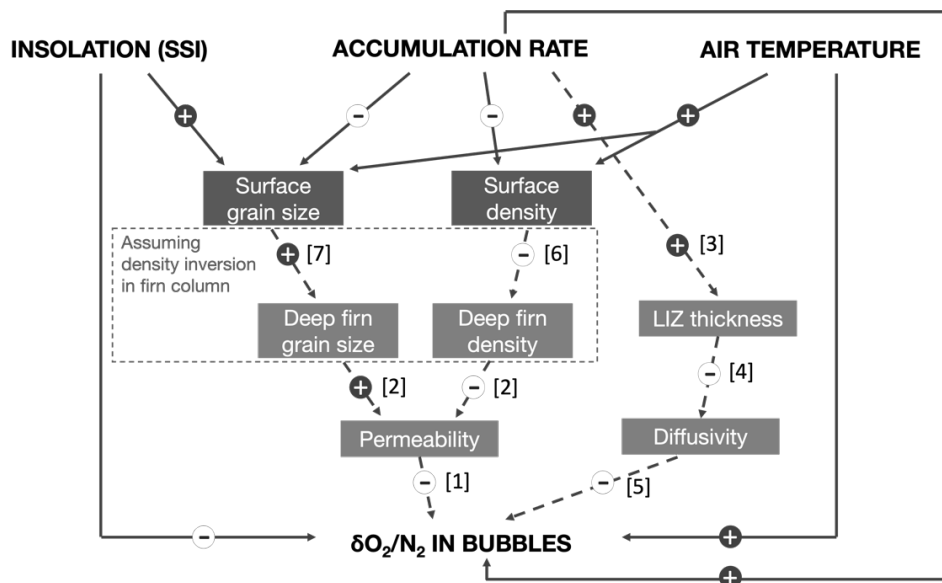 INSOLATION (SSI)
ACCUMULATION RATE
AIR TEMPERATURE
+
−
−
+
+
Surface
grain size
Surface
density
Assuming
density inversion
in firn column
+ [7]
− [6]
+ [3]
Deep firn
grain size
Deep firn
density
LIZ thickness
+ [2]
− [2]
− [4]
Permeability
Diffusivity
− [1]
− [5]
−
δO₂/N₂ IN BUBBLES
+
+